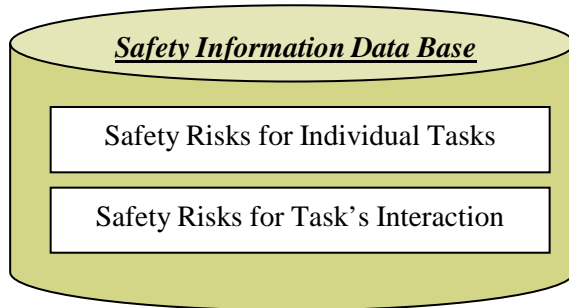 Safety Information Data Base
Safety Risks for Individual Tasks
Safety Risks for Task’s Interaction